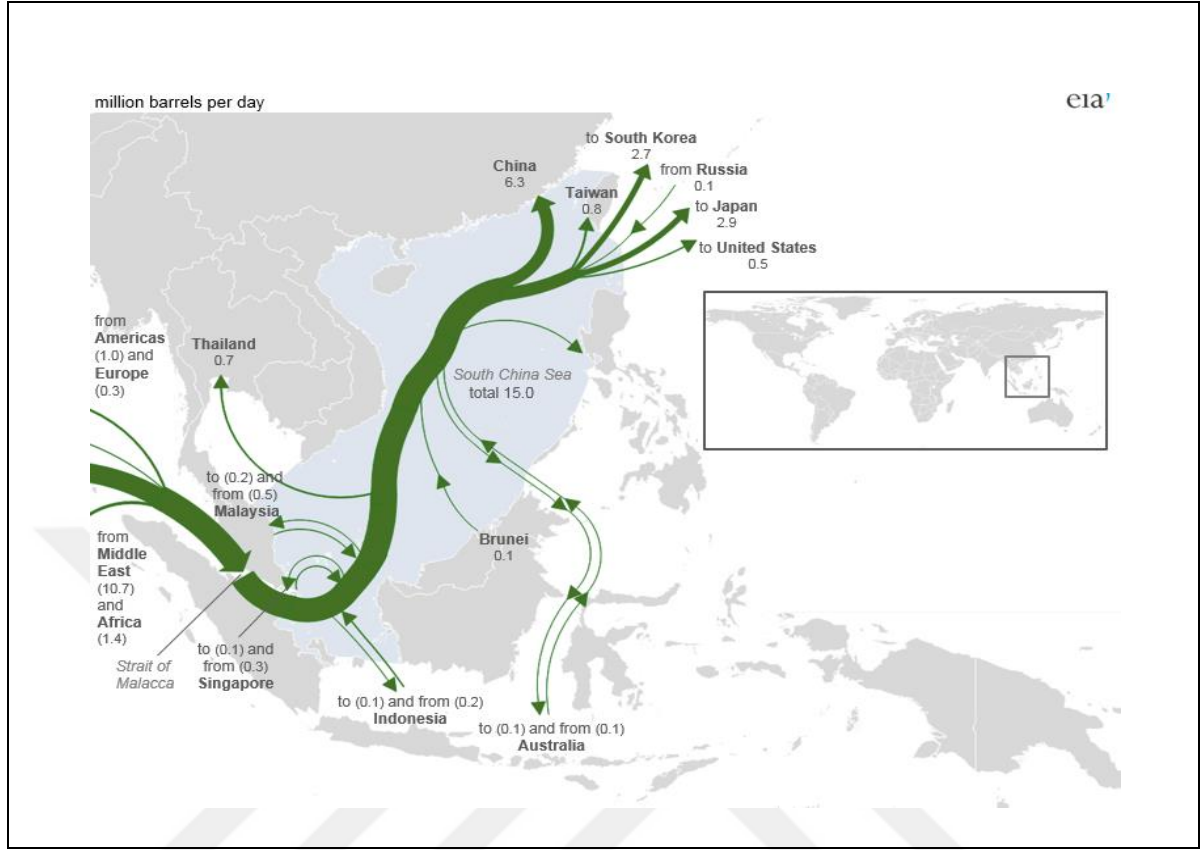 million barrels per day
eia
to South Korea
2.7
China
6.3
from Russia
0.1
Taiwan
0.8
to Japan
2.9
to United States
0.5
from
Americas
(1.0) and
Europe
(0.3)
Thailand
0.7
South China Sea
total 15.0
to (0.2) and
from (0.5)
Malaysia
from
Middle
East
(10.7)
and
Africa
(1.4)
Brunei
0.1
Strait of
Malacca
to (0.1) and
from (0.3)
Singapore
to (0.1) and from (0.2)
Indonesia
to (0.1) and from (0.1)
Australia